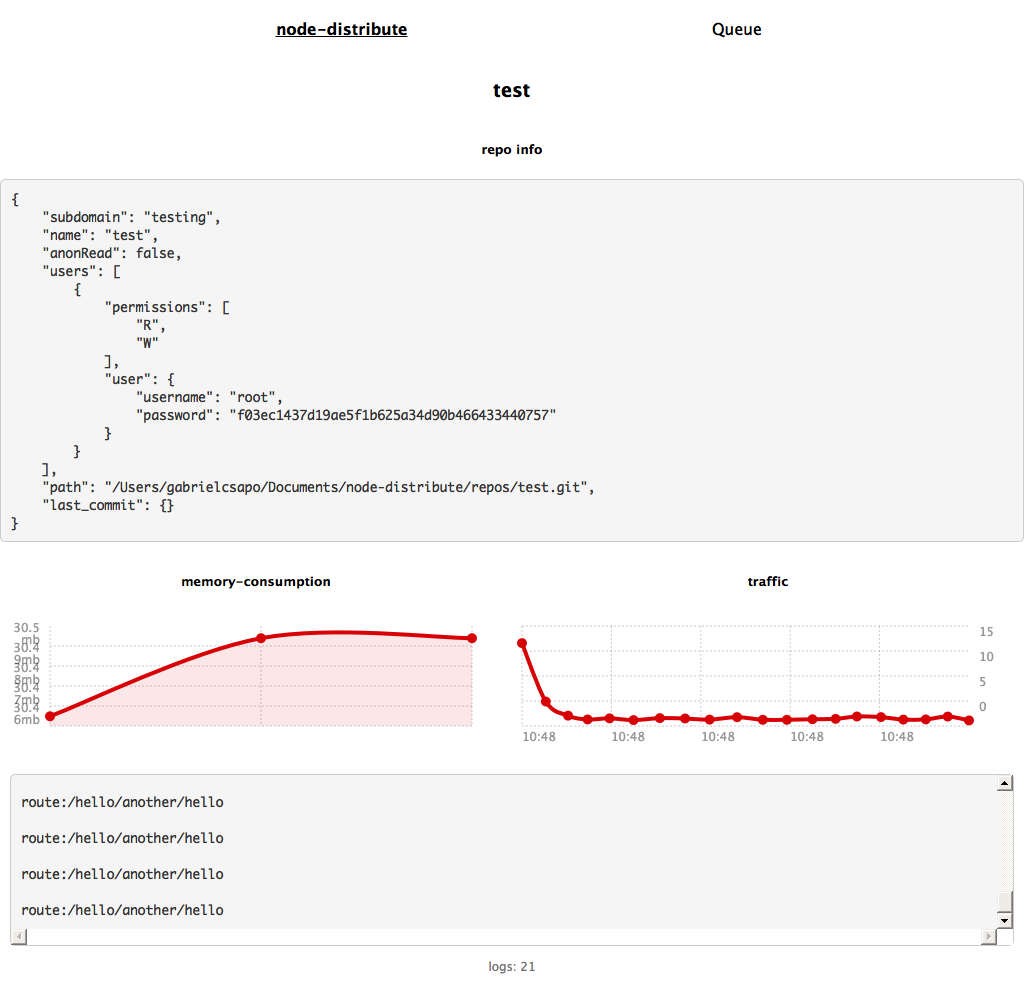 node-distribute Queue
test
repo info
{
    "subdomain": "testing",
    "name": "test",
    "anonRead": false,
    "users": [
        {
            "permissions": [
                "R",
                "W"
            ],
            "user": {
                "username": "root",
                "password": "f03ec1437d19ae5f1b625a34d90b466433440757"
            }
        }
    ],
    "path": "/Users/gabrielcsapo/Documents/node-distribute/repos/test.git",
    "last_commit": {}
}
memory-consumption traffic
30.5
mb
30.4
9mb
30.4
8mb
30.4
7mb
30.4
6mb
15
10
5
0
10:48 10:48 10:48 10:48 10:48
route:/hello/another/hello
route:/hello/another/hello
route:/hello/another/hello
route:/hello/another/hello
logs: 21